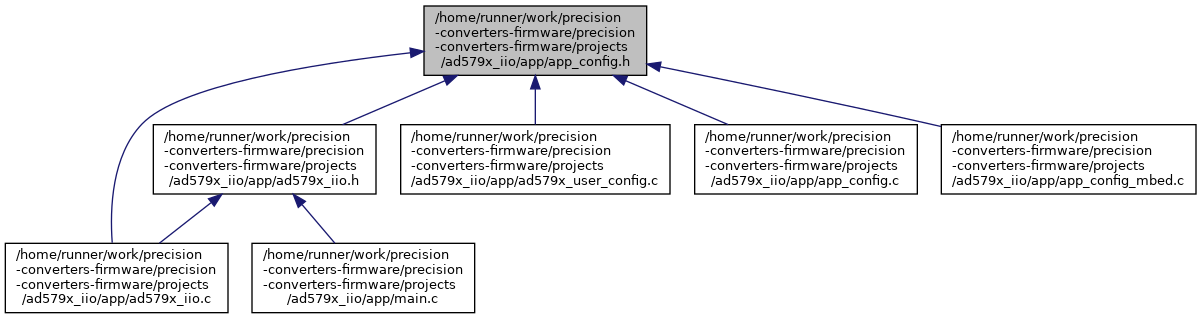 /home/runner/work/precision
-converters-firmware/precision
-converters-firmware/projects
/ad579x_iio/app/app_config.h
/home/runner/work/precision
-converters-firmware/precision
-converters-firmware/projects
/ad579x_iio/app/ad579x_iio.h
/home/runner/work/precision
-converters-firmware/precision
-converters-firmware/projects
/ad579x_iio/app/ad579x_user_config.c
/home/runner/work/precision
-converters-firmware/precision
-converters-firmware/projects
/ad579x_iio/app/app_config.c
/home/runner/work/precision
-converters-firmware/precision
-converters-firmware/projects
/ad579x_iio/app/app_config_mbed.c
/home/runner/work/precision
-converters-firmware/precision
-converters-firmware/projects
/ad579x_iio/app/ad579x_iio.c
/home/runner/work/precision
-converters-firmware/precision
-converters-firmware/projects
/ad579x_iio/app/main.c